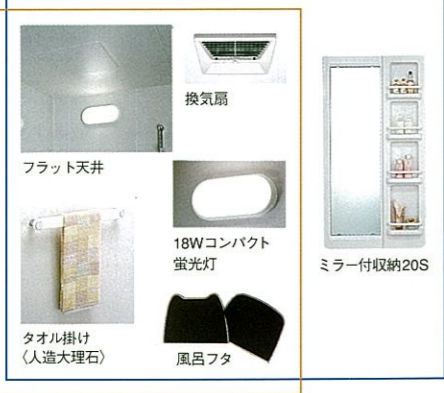 換気扇
フラット天井
18Wコンパクト
蛍光灯
ミラー付収納20S
タオル掛け
〈人造大理石〉
風呂フタ